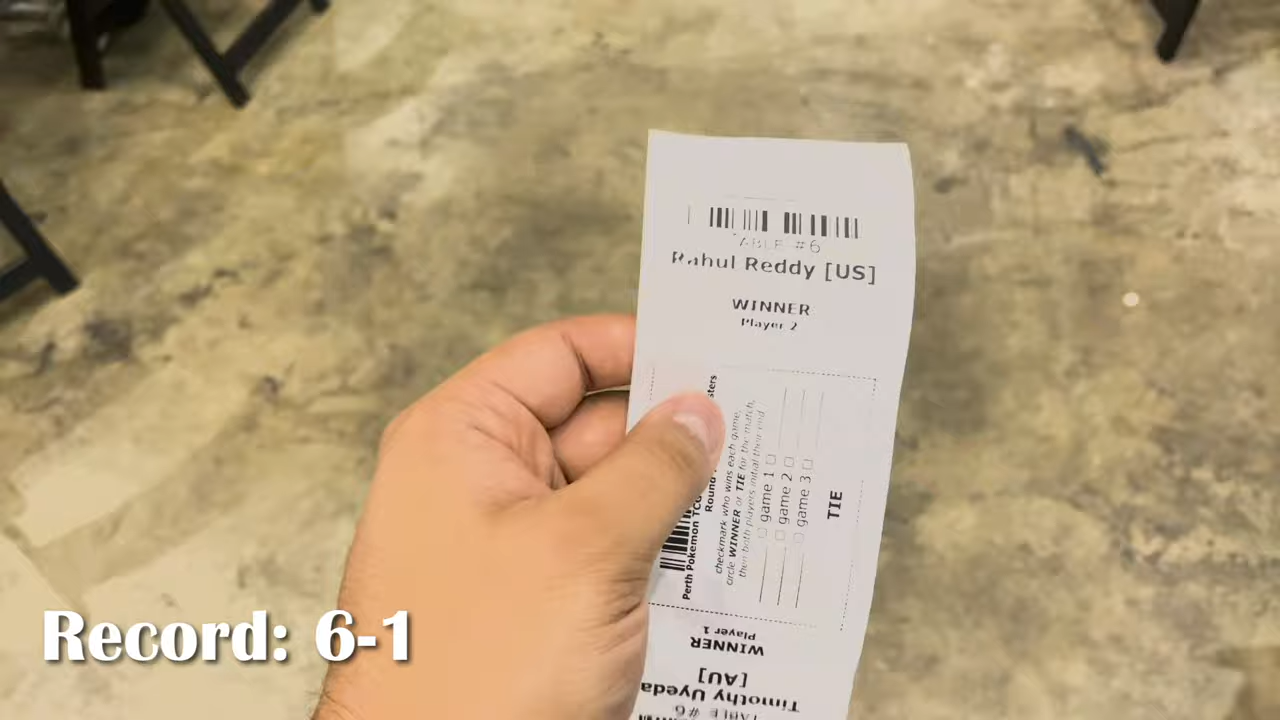 TABLE #6
Rahul Reddy [US]
WINNER
Player 2
Perth Pokemon TCG
Round
checkmark who wins each game,
circle WINNER or TIE for the match,
then both players initial their end
game 1
game 2
game 3
TIE
WINNER
Player 1
Timothy Uyeda
[AU]
TABLE #6
Record: 6-1